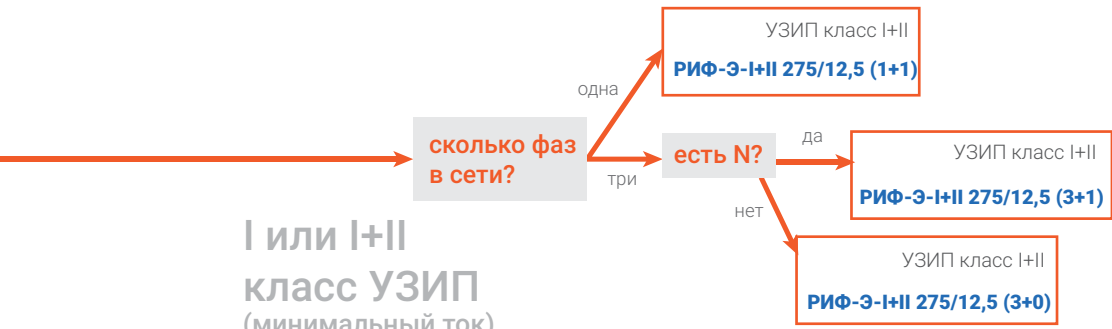 УЗИП класс I+II
РИФ-Э-I+II 275/12,5 (1+1)
одна
сколько фаз
в сети?
три
есть N?
да
УЗИП класс I+II
РИФ-Э-I+II 275/12,5 (3+1)
нет
УЗИП класс I+II
РИФ-Э-I+II 275/12,5 (3+0)
I или I+II
класс УЗИП
(минимальный ток)